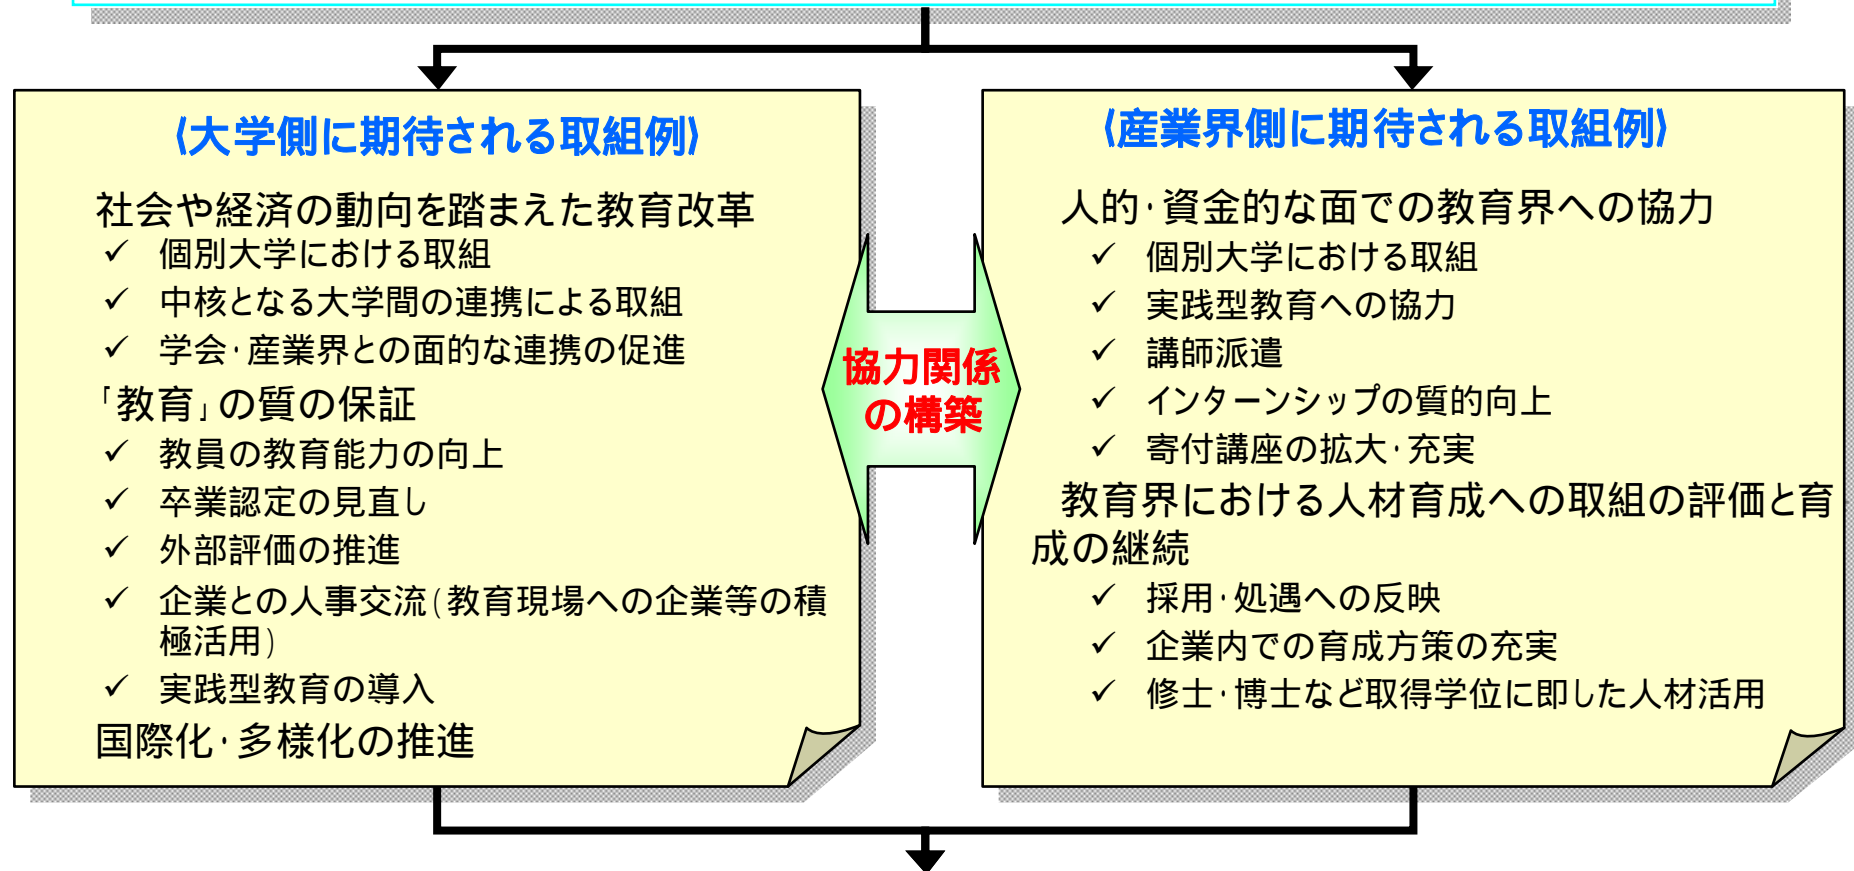 〈大学側に期待される取組例〉
社会や経済の動向を踏まえた教育改革
✓ 個別大学における取組
✓ 中核となる大学間の連携による取組
✓ 学会・産業界との面的な連携の促進
「教育」の質の保証
✓ 教員の教育能力の向上
✓ 卒業認定の見直し
✓ 外部評価の推進
✓ 企業との人事交流(教育現場への企業等の積
極活用)
✓ 実践型教育の導入
国際化・多様化の推進
協力関係
の構築
〈産業界側に期待される取組例〉
人的・資金的な面での教育界への協力
✓ 個別大学における取組
✓ 実践型教育への協力
✓ 講師派遣
✓ インターンシップの質的向上
✓ 寄付講座の拡大・充実
教育界における人材育成への取組の評価と育
成の継続
✓ 採用・処遇への反映
✓ 企業内での育成方策の充実
✓ 修士・博士など取得学位に即した人材活用